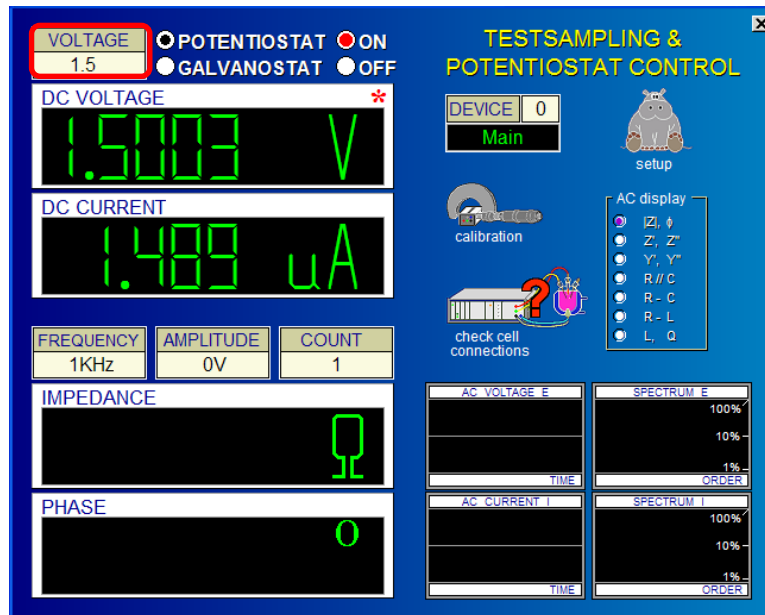 VOLTAGE
1.5
POTENTIOSTAT ON
GALVANOSTAT OFF
DC VOLTAGE *
1.5003 V
DC CURRENT
1.489 uA
FREQUENCY AMPLITUDE COUNT
1KHz 0V 1
IMPEDANCE
Ω
PHASE
o
TESTSAMPLING &
POTENTIOSTAT CONTROL
DEVICE 0
Main
setup
calibration
?
check cell
connections
AC display
|Z|, ϕ
Z', Z"
Y', Y"
R // C
R - C
R - L
L, Q
AC VOLTAGE E
TIME
SPECTRUM E
100%
10%
1%
ORDER
AC CURRENT I
TIME
SPECTRUM I
100%
10%
1%
ORDER